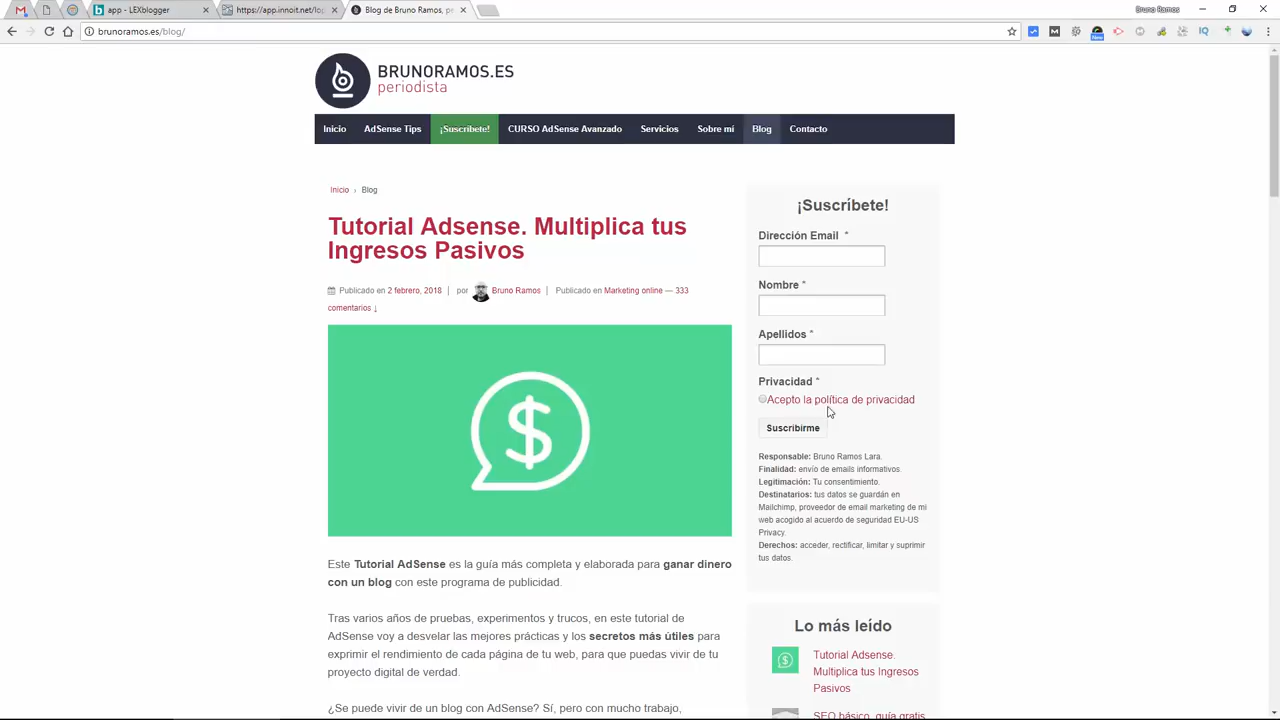 app - LEXblogger
https://app.innoit.net/lop
Blog de Bruno Ramos, pe
Bruno Ramos
brunoramos.es/blog/
New
BRUNORAMOS.ES
periodista
Inicio
AdSense Tips
¡Suscríbete!
CURSO AdSense Avanzado
Servicios
Sobre mí
Blog
Contacto
Inicio › Blog
Tutorial Adsense. Multiplica tus
Ingresos Pasivos
Publicado en 2 febrero, 2018 | por Bruno Ramos | Publicado en Marketing online — 333
comentarios ↓
$
Este Tutorial AdSense es la guía más completa y elaborada para ganar dinero
con un blog con este programa de publicidad.
Tras varios años de pruebas, experimentos y trucos, en este tutorial de
AdSense voy a desvelar las mejores prácticas y los secretos más útiles para
exprimir el rendimiento de cada página de tu web, para que puedas vivir de tu
proyecto digital de verdad.
¿Se puede vivir de un blog con AdSense? Sí, pero con mucho trabajo,
¡Suscríbete!
Dirección Email *
Nombre *
Apellidos *
Privacidad *
Acepto la política de privacidad
Suscribirme
Responsable: Bruno Ramos Lara.
Finalidad: envío de emails informativos.
Legitimación: Tu consentimiento.
Destinatarios: tus datos se guardán en
Mailchimp, proveedor de email marketing de mi
web acogido al acuerdo de seguridad EU-US
Privacy.
Derechos: acceder, rectificar, limitar y suprimir
tus datos.
Lo más leído
Tutorial Adsense.
Multiplica tus Ingresos
Pasivos
SEO básico, guía gratis